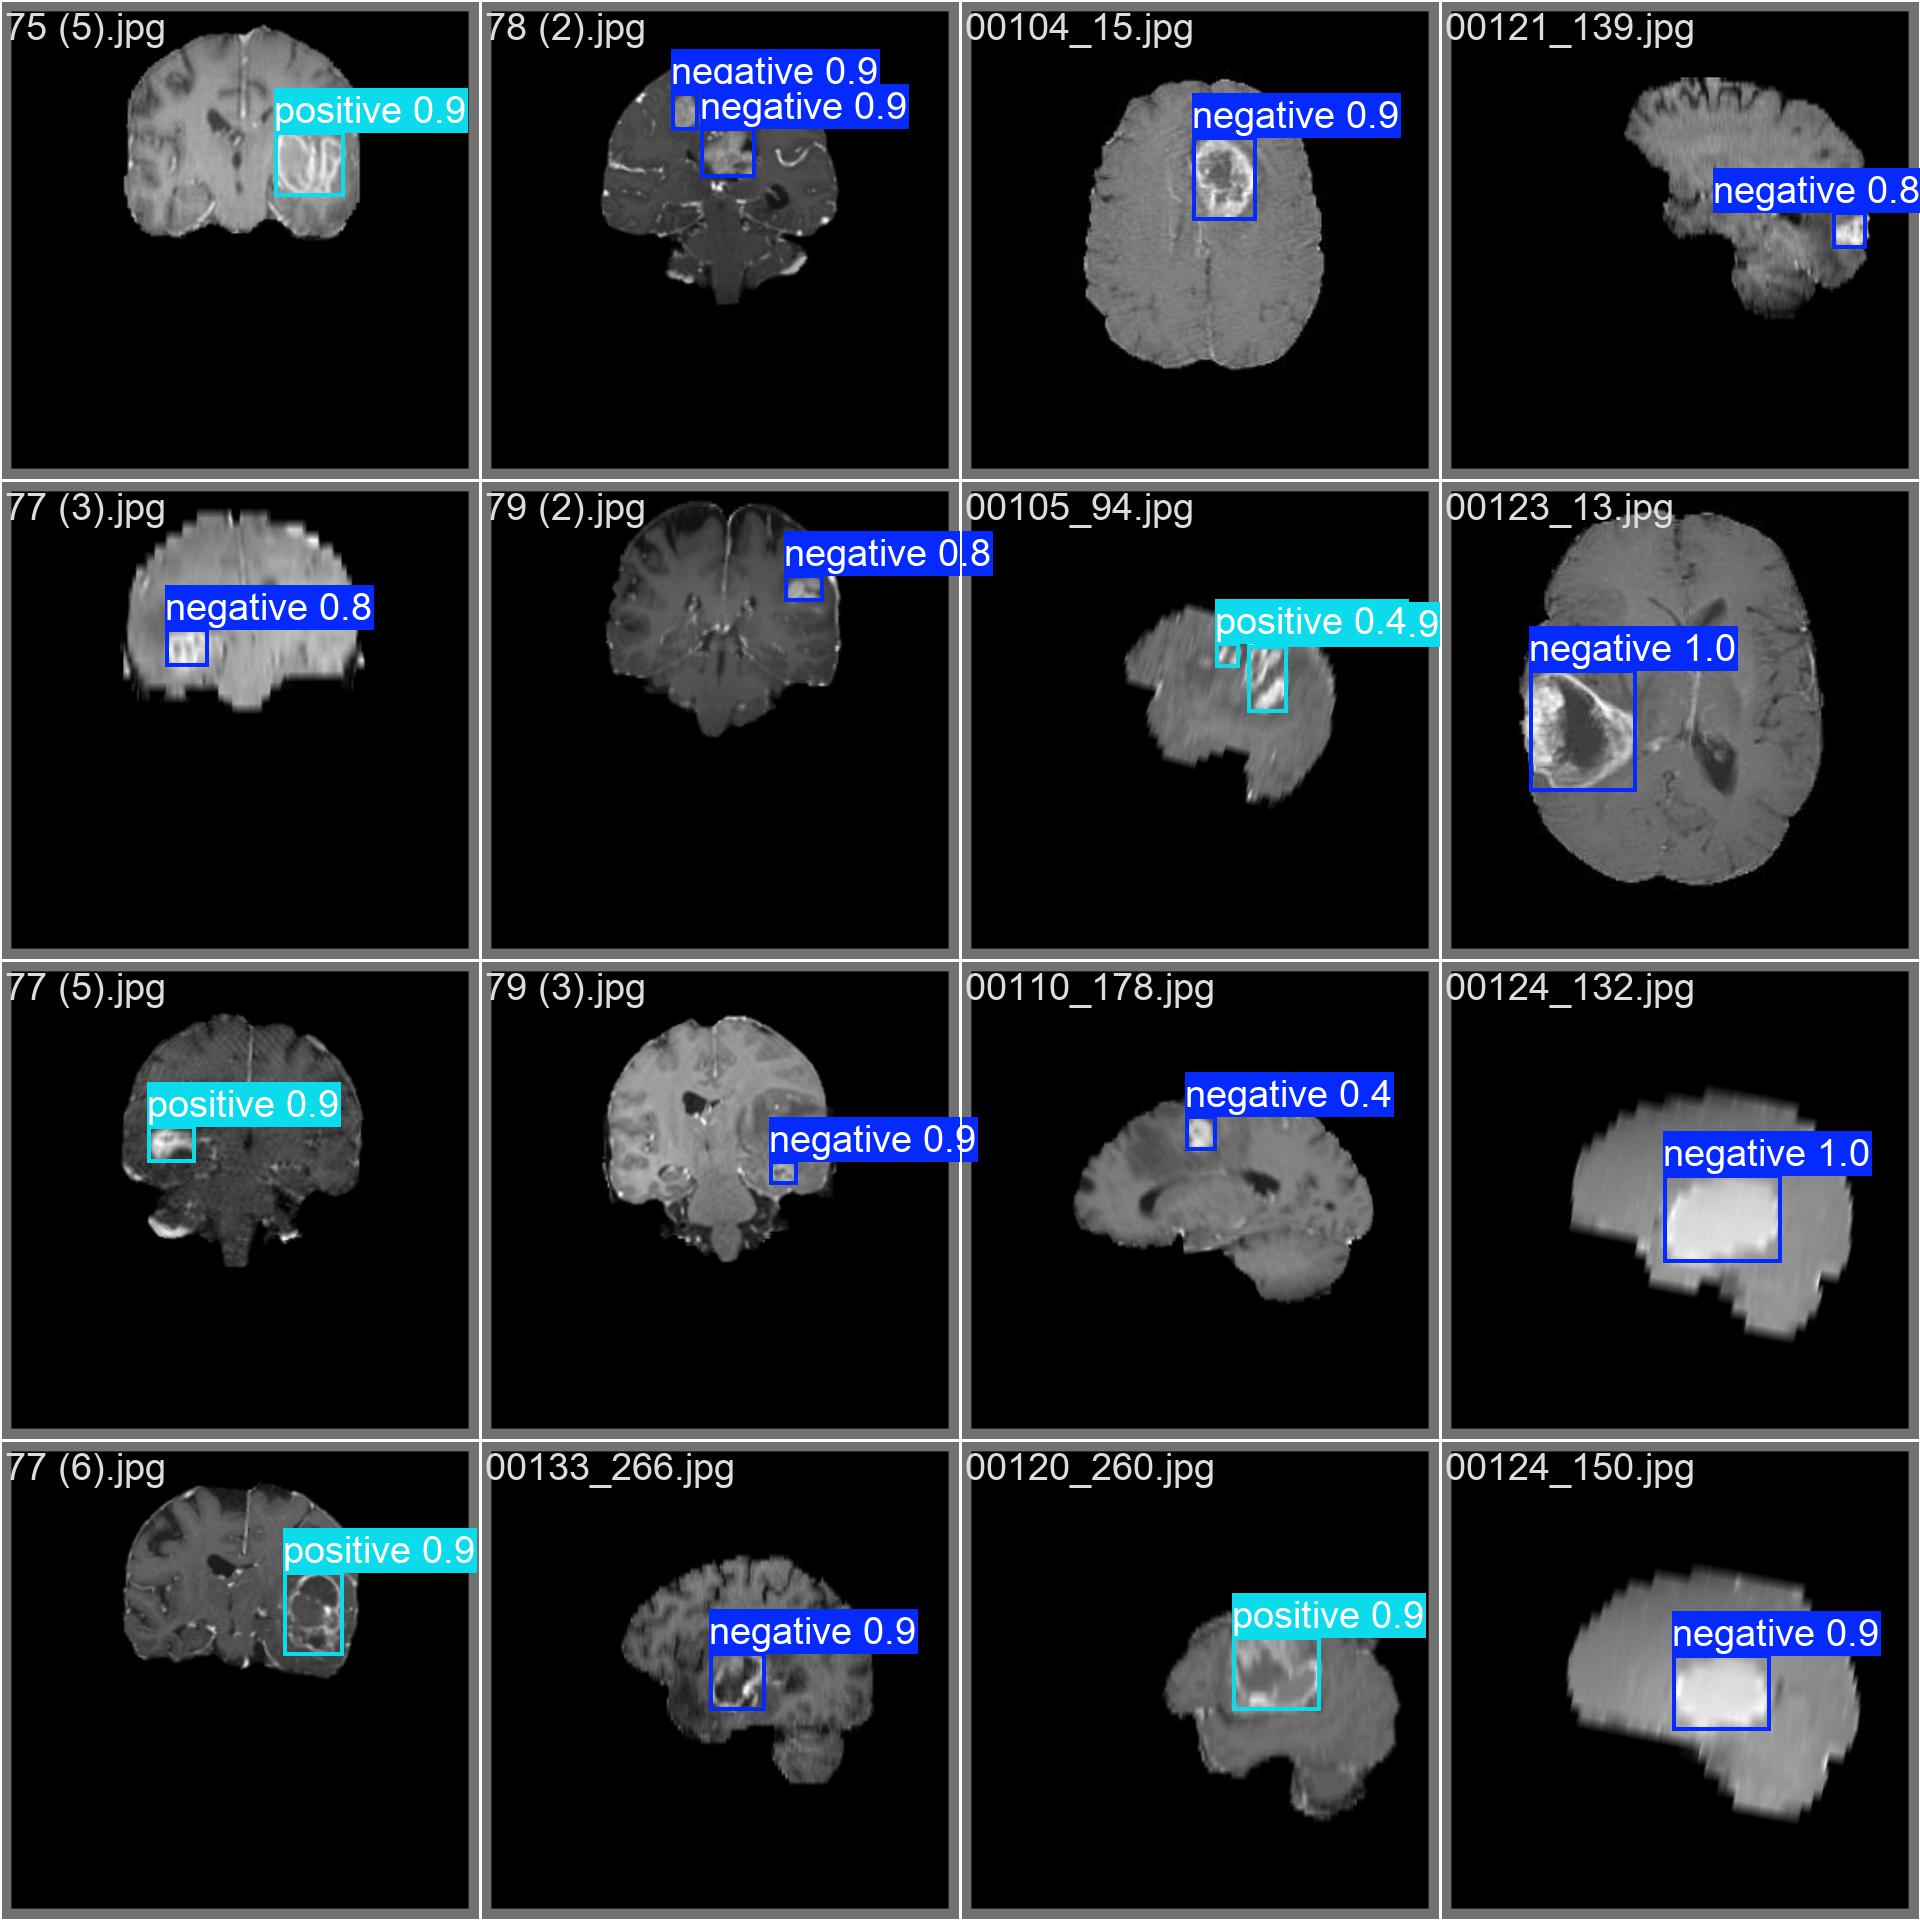 75 (5).jpg
positive 0.9
78 (2).jpg
negative 0.9
negative 0.9
00104_15.jpg
negative 0.9
00121_139.jpg
negative 0.8
77 (3).jpg
negative 0.8
79 (2).jpg
negative 0.8
00105_94.jpg
positive 0.4
.9
00123_13.jpg
negative 1.0
77 (5).jpg
positive 0.9
79 (3).jpg
negative 0.9
00110_178.jpg
negative 0.4
00124_132.jpg
negative 1.0
77 (6).jpg
positive 0.9
00133_266.jpg
negative 0.9
00120_260.jpg
positive 0.9
00124_150.jpg
negative 0.9